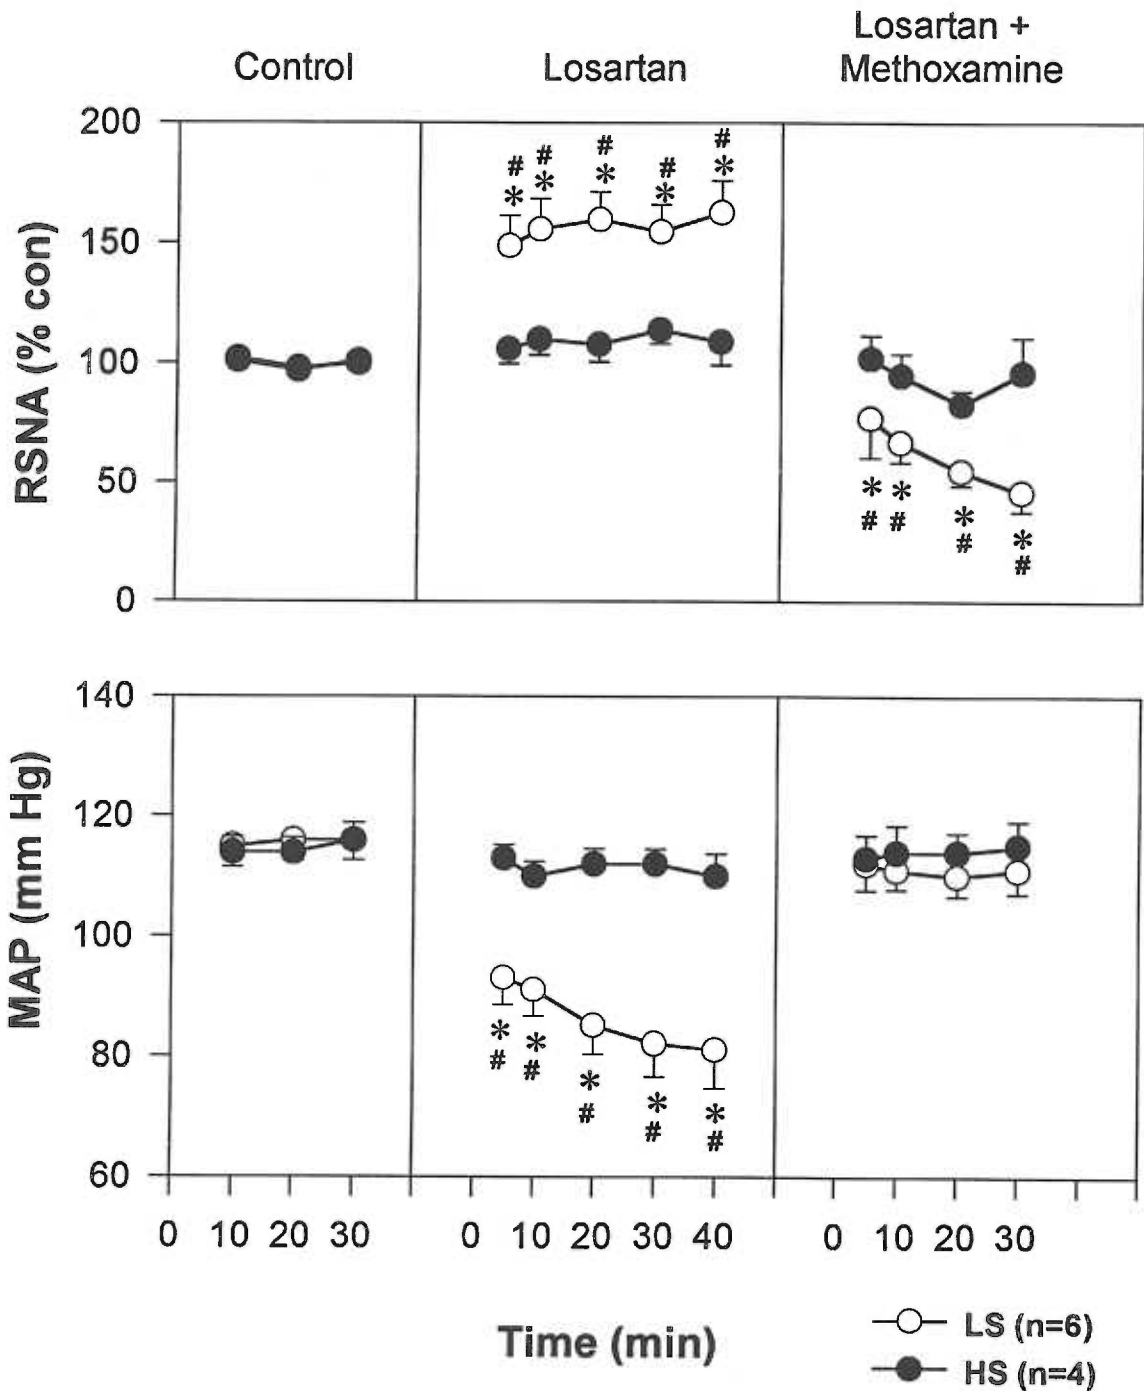 Control
Losartan
Losartan +
Methoxamine
RSNA (% con)
200
150
100
50
0
# # # # #
* * * * *
* * * *
# # # #
MAP (mm Hg)
140
120
100
80
60
* * * * *
# # # # #
0 10 20 30 0 10 20 30 40 0 10 20 30
Time (min)
LS (n=6)
HS (n=4)